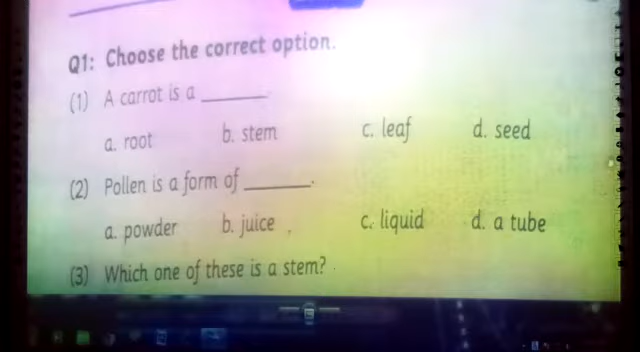 Q1: Choose the correct option.
(1) A carrot is a ______
a. root b. stem c. leaf d. seed
(2) Pollen is a form of ______.
a. powder b. juice c. liquid d. a tube
(3) Which one of these is a stem?